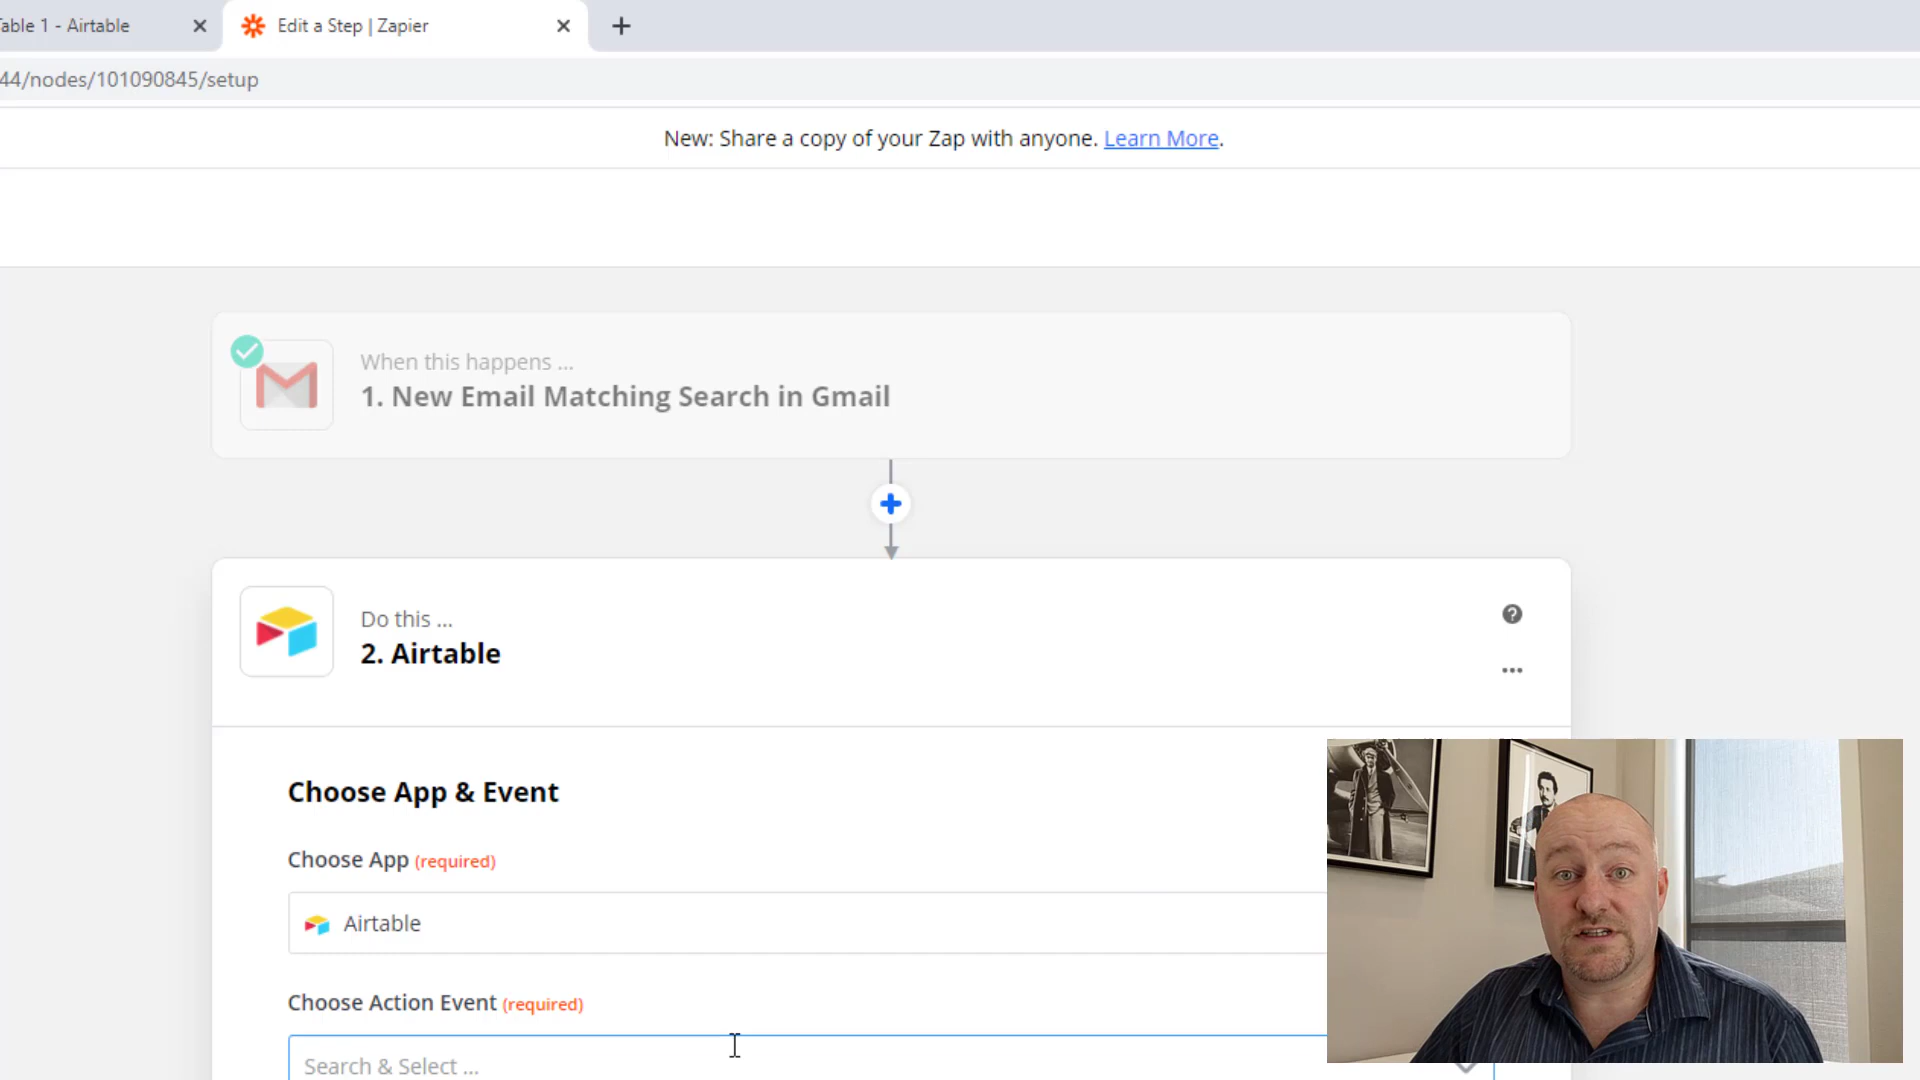 Table 1 - Airtable
Edit a Step | Zapier
44/nodes/101090845/setup
New: Share a copy of your Zap with anyone. Learn More.
When this happens ...
1. New Email Matching Search in Gmail
Do this ...
2. Airtable
Choose App & Event
Choose App (required)
Airtable
Choose Action Event (required)
Search & Select ...